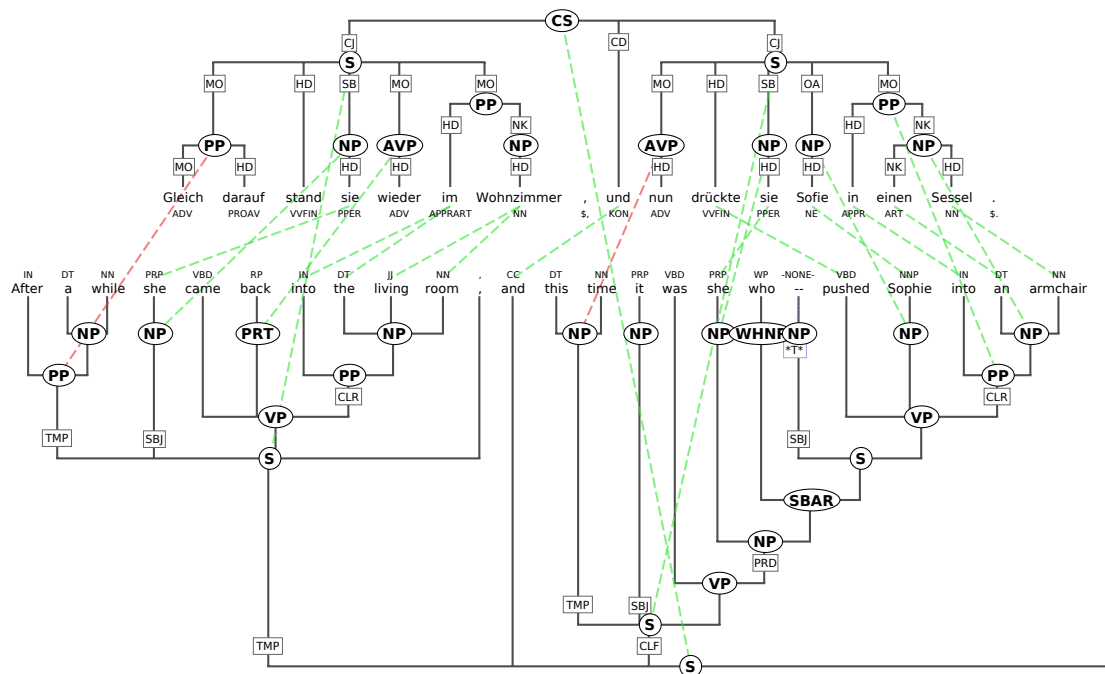 CS
CJ CD CJ
S S
MO HD SB MO MO MO HD SB OA MO
PP PP
HD NK HD NK
PP NP AVP NP AVP NP NP NP
MO HD HD HD HD HD HD HD NK HD
Gleich darauf stand sie wieder im Wohnzimmer , und nun drückte sie Sofie in einen Sessel .
ADV PROAV VVFIN PPER ADV APPRART NN $, KON ADV VVFIN PPER NE APPR ART NN $.
IN DT NN PRP VBD RP IN DT JJ NN , CC DT NN PRP VBD PRP WP -NONE- VBD NNP IN DT NN
After a while she came back into the living room , and this time it was she who -- pushed Sophie into an armchair
NP NP PRT NP NP NP NP WHNP NP NP NP
*T*
PP PP PP
CLR CLR
VP VP
TMP SBJ SBJ
S S
SBAR
NP
PRD
VP
TMP SBJ
S
TMP CLF
S